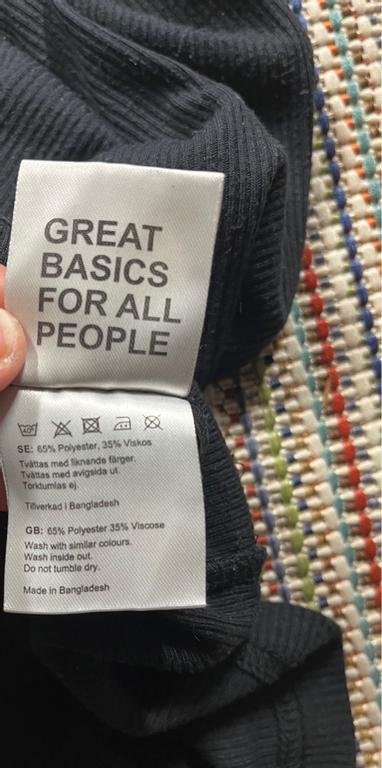 GREAT
BASICS
FOR ALL
PEOPLE
SE: 65% Polyester, 35% Viskos
Tvättas med liknande färger.
Tvättas med avigsida ut.
Torktumlas ej.
Tillverkad i Bangladesh
GB: 65% Polyester 35% Viscose
Wash with similar colours.
Wash inside out.
Do not tumble dry.
Made in Bangladesh